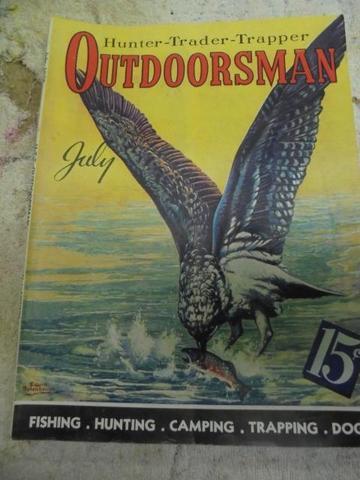 Hunter-Trader-Trapper
OUTDOORSMAN
July
15¢
FISHING . HUNTING . CAMPING . TRAPPING . DOG